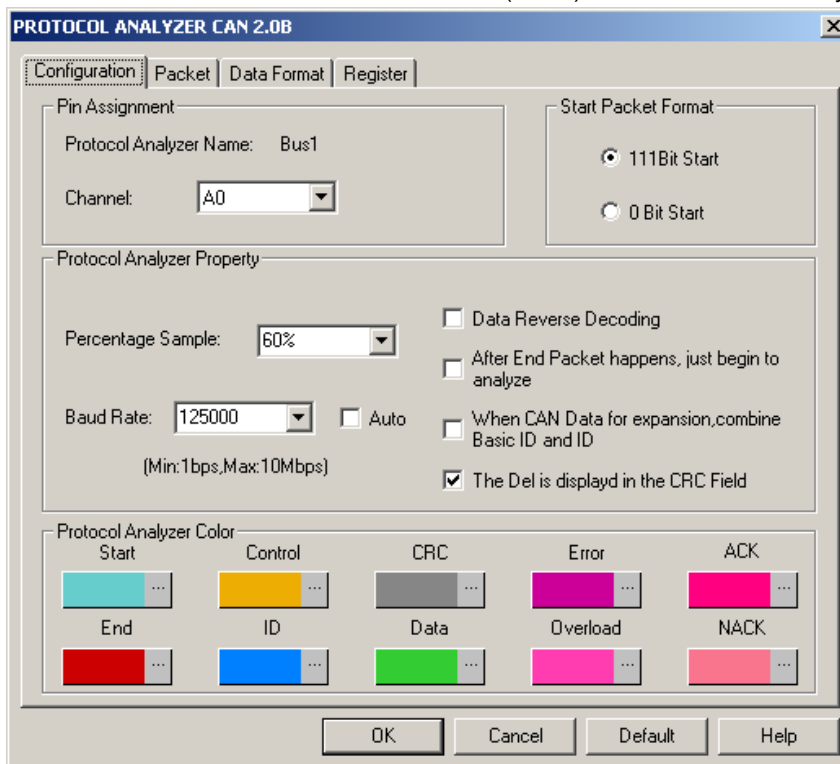 PROTOCOL ANALYZER CAN 2.0B
Configuration Packet Data Format Register
Pin Assignment
Protocol Analyzer Name: Bus1
Channel: A0
Start Packet Format
111Bit Start
0 Bit Start
Protocol Analyzer Property
Percentage Sample: 60%
Baud Rate: 125000 Auto
(Min:1bps,Max:10Mbps)
Data Reverse Decoding
After End Packet happens, just begin to
analyze
When CAN Data for expansion,combine
Basic ID and ID
The Del is displayd in the CRC Field
Protocol Analyzer Color
Start Control CRC Error ACK
... ... ... ... ...
End ID Data Overload NACK
... ... ... ... ...
OK Cancel Default Help